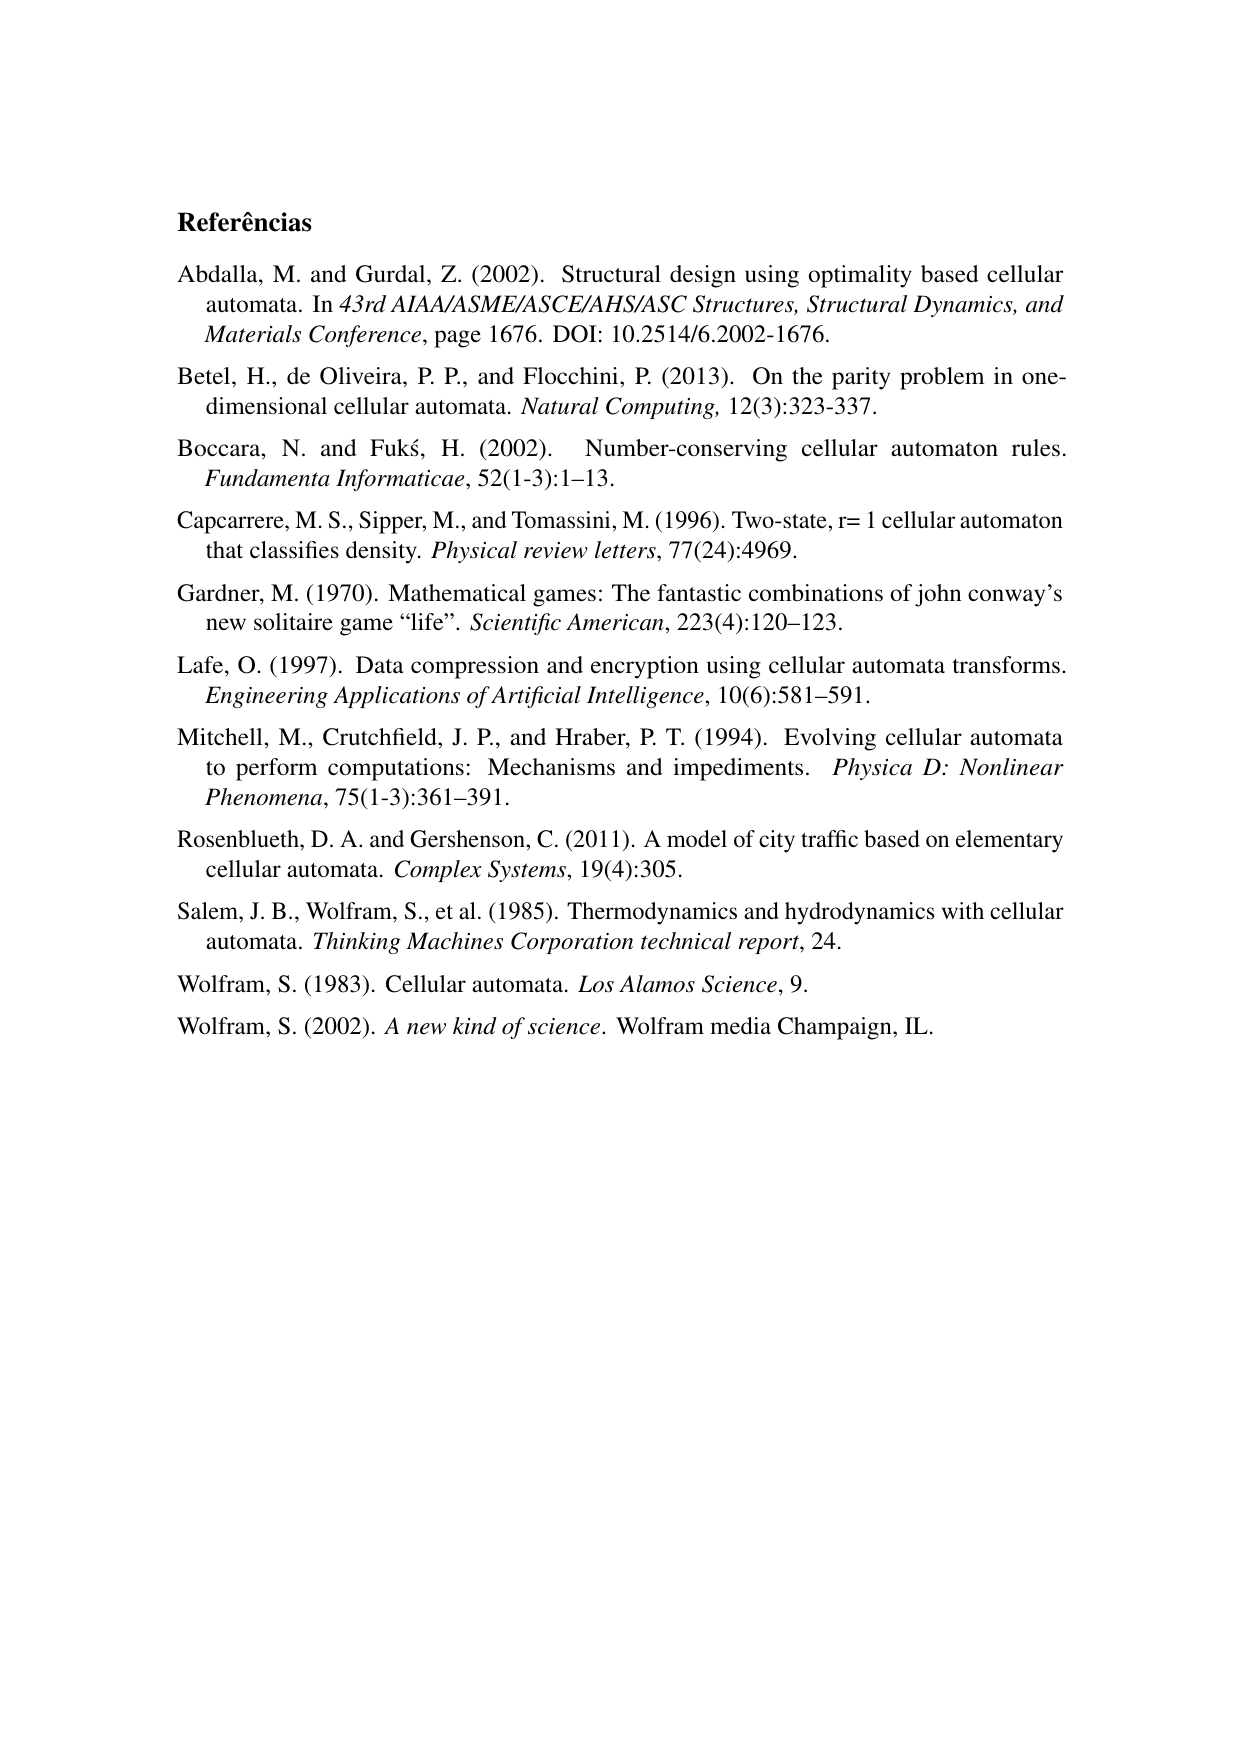 Referências
Abdalla, M. and Gurdal, Z. (2002). Structural design using optimality based cellular
automata. In 43rd AIAA/ASME/ASCE/AHS/ASC Structures, Structural Dynamics, and
Materials Conference, page 1676. DOI: 10.2514/6.2002-1676.
Betel, H., de Oliveira, P. P., and Flocchini, P. (2013). On the parity problem in one-
dimensional cellular automata. Natural Computing, 12(3):323-337.
Boccara, N. and Fukś, H. (2002). Number-conserving cellular automaton rules.
Fundamenta Informaticae, 52(1-3):1–13.
Capcarrere, M. S., Sipper, M., and Tomassini, M. (1996). Two-state, r= 1 cellular automaton
that classifies density. Physical review letters, 77(24):4969.
Gardner, M. (1970). Mathematical games: The fantastic combinations of john conway’s
new solitaire game “life”. Scientific American, 223(4):120–123.
Lafe, O. (1997). Data compression and encryption using cellular automata transforms.
Engineering Applications of Artificial Intelligence, 10(6):581–591.
Mitchell, M., Crutchfield, J. P., and Hraber, P. T. (1994). Evolving cellular automata
to perform computations: Mechanisms and impediments. Physica D: Nonlinear
Phenomena, 75(1-3):361–391.
Rosenblueth, D. A. and Gershenson, C. (2011). A model of city traffic based on elementary
cellular automata. Complex Systems, 19(4):305.
Salem, J. B., Wolfram, S., et al. (1985). Thermodynamics and hydrodynamics with cellular
automata. Thinking Machines Corporation technical report, 24.
Wolfram, S. (1983). Cellular automata. Los Alamos Science, 9.
Wolfram, S. (2002). A new kind of science. Wolfram media Champaign, IL.